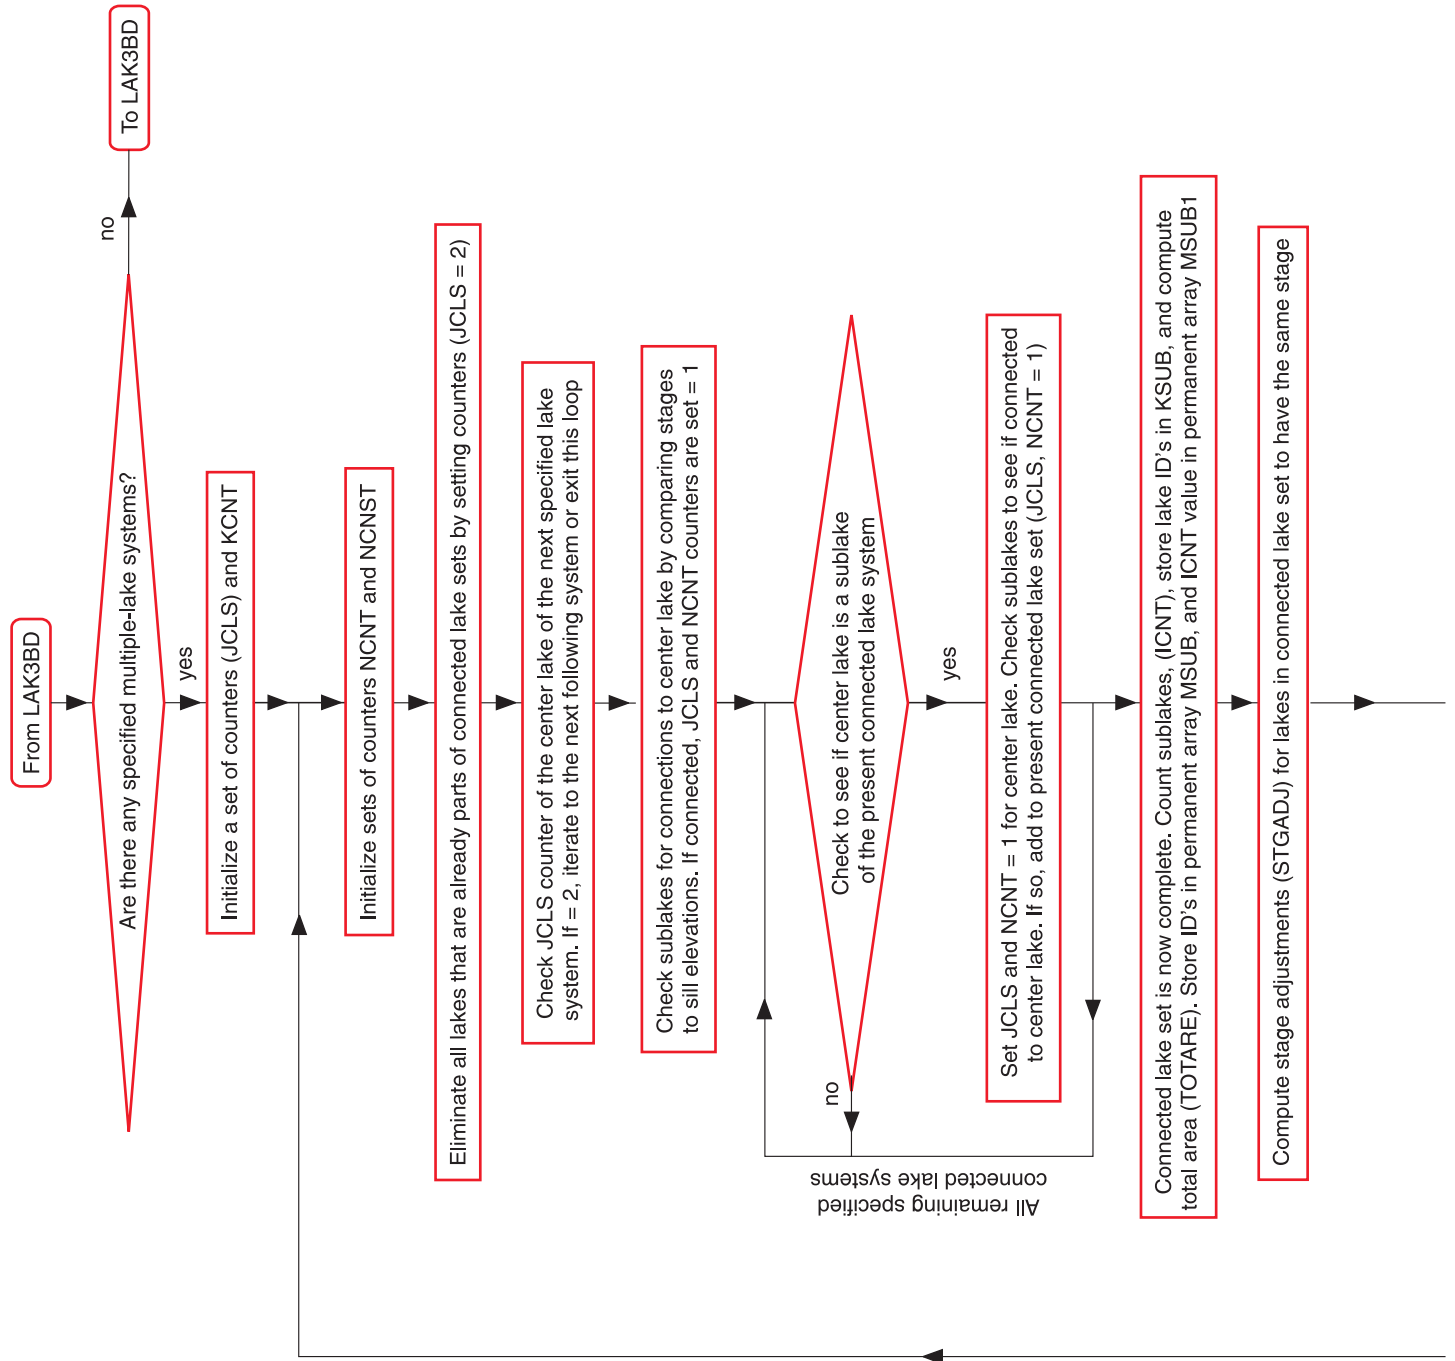 From LAK3BD
Are there any specified multiple-lake systems?
no
To LAK3BD
yes
Initialize a set of counters (JCLS) and KCNT
Initialize sets of counters NCNT and NCNST
Eliminate all lakes that are already parts of connected lake sets by setting counters (JCLS = 2)
Check JCLS counter of the center lake of the next specified lake
system. If = 2, iterate to the next following system or exit this loop
Check sublakes for connections to center lake by comparing stages
to sill elevations. If connected, JCLS and NCNT counters are set = 1
Check to see if center lake is a sublake
of the present connected lake system
no
yes
All remaining specified
connected lake systems
Set JCLS and NCNT = 1 for center lake. Check sublakes to see if connected
to center lake. If so, add to present connected lake set (JCLS, NCNT = 1)
Connected lake set is now complete. Count sublakes, (ICNT), store lake ID's in KSUB, and compute
total area (TOTARE). Store ID's in permanent array MSUB, and ICNT value in permanent array MSUB1
Compute stage adjustments (STGADJ) for lakes in connected lake set to have the same stage